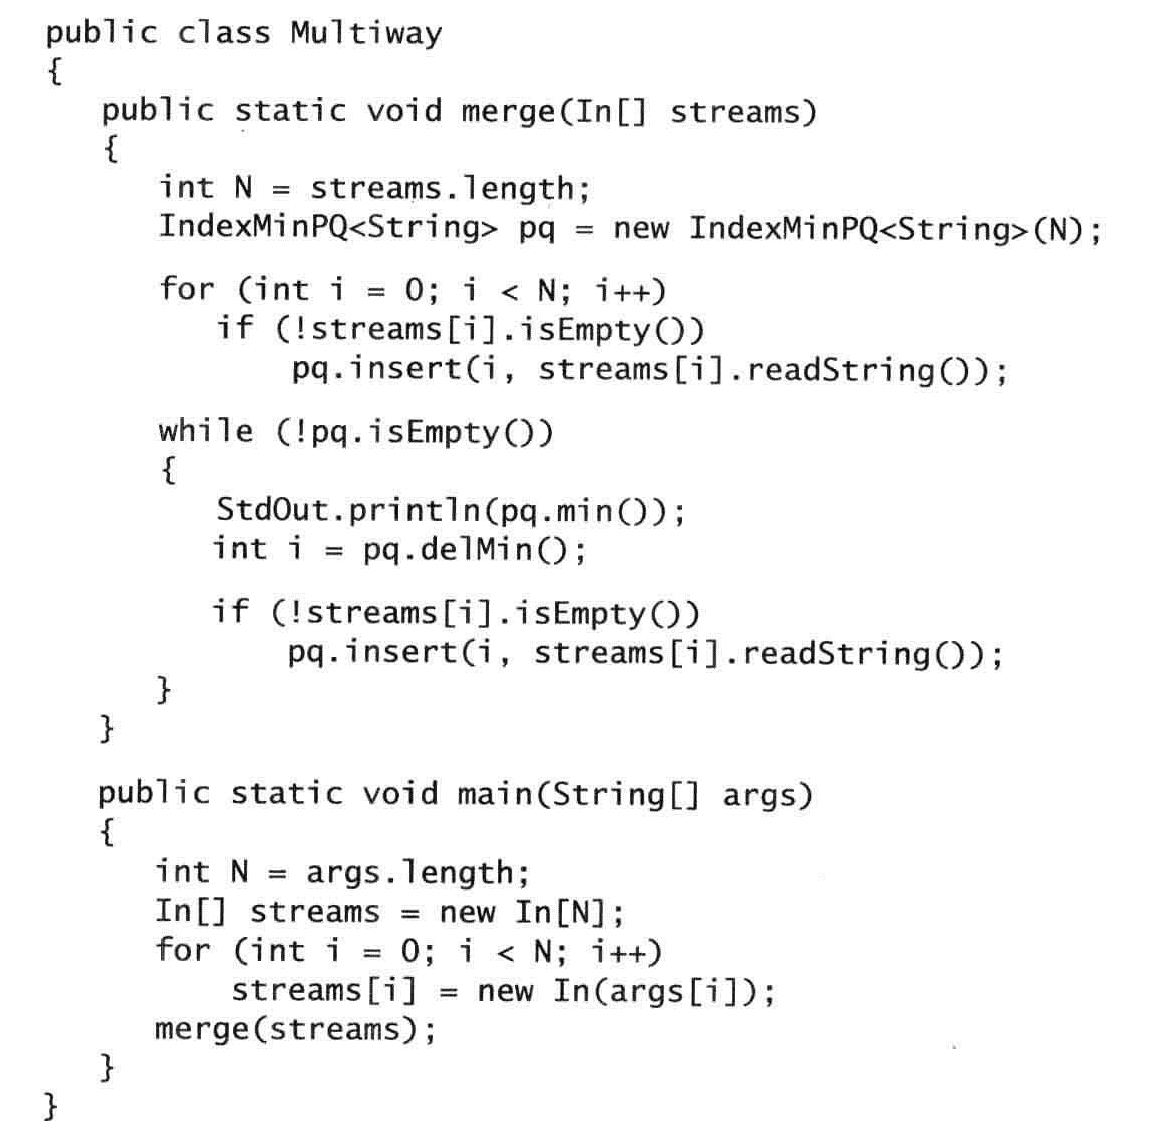 public class Multiway
{
public static void merge(In[] streams)
{
int N = streams.length;
IndexMinPQ<String> pq = new IndexMinPQ<String>(N);
for (int i = 0; i < N; i++)
if (!streams[i].isEmpty())
pq.insert(i, streams[i].readString());
while (!pq.isEmpty())
{
StdOut.println(pq.min());
int i = pq.delMin();
if (!streams[i].isEmpty())
pq.insert(i, streams[i].readString());
}
}
public static void main(String[] args)
{
int N = args.length;
In[] streams = new In[N];
for (int i = 0; i < N; i++)
streams[i] = new In(args[i]);
merge(streams);
}
}